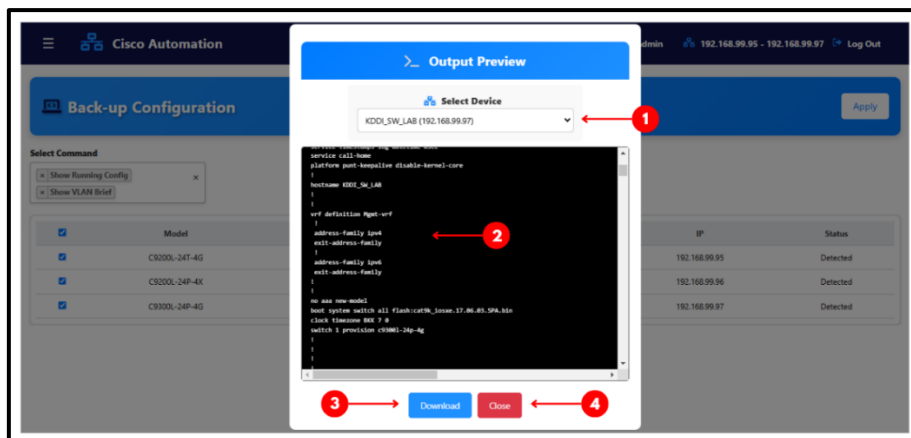 ☰ Cisco Automation
admin 192.168.99.95 - 192.168.99.97 Log Out
>_ Output Preview
Select Device
KDDI_SW_LAB (192.168.99.97)
1
Back-up Configuration
Apply
Select Command
× Show Running Config ×
× Show VLAN Brief
Model IP Status
C9200L-24T-4G 192.168.99.95 Detected
C9200L-24P-4X 192.168.99.96 Detected
C9300L-24P-4G 192.168.99.97 Detected
service call-home
platform punt-keepalive disable-kernel-core
!
hostname KDDI_SW_LAB
!
!
vrf definition Mgmt-vrf
!
address-family ipv4
exit-address-family
!
address-family ipv6
exit-address-family
!
!
no aaa new-model
boot system switch all flash:cat9k_iosxe.17.06.03.SPA.bin
clock timezone BKK 7 0
switch 1 provision c9300l-24p-4g
!
!
!
!
2
3
Download
Close
4